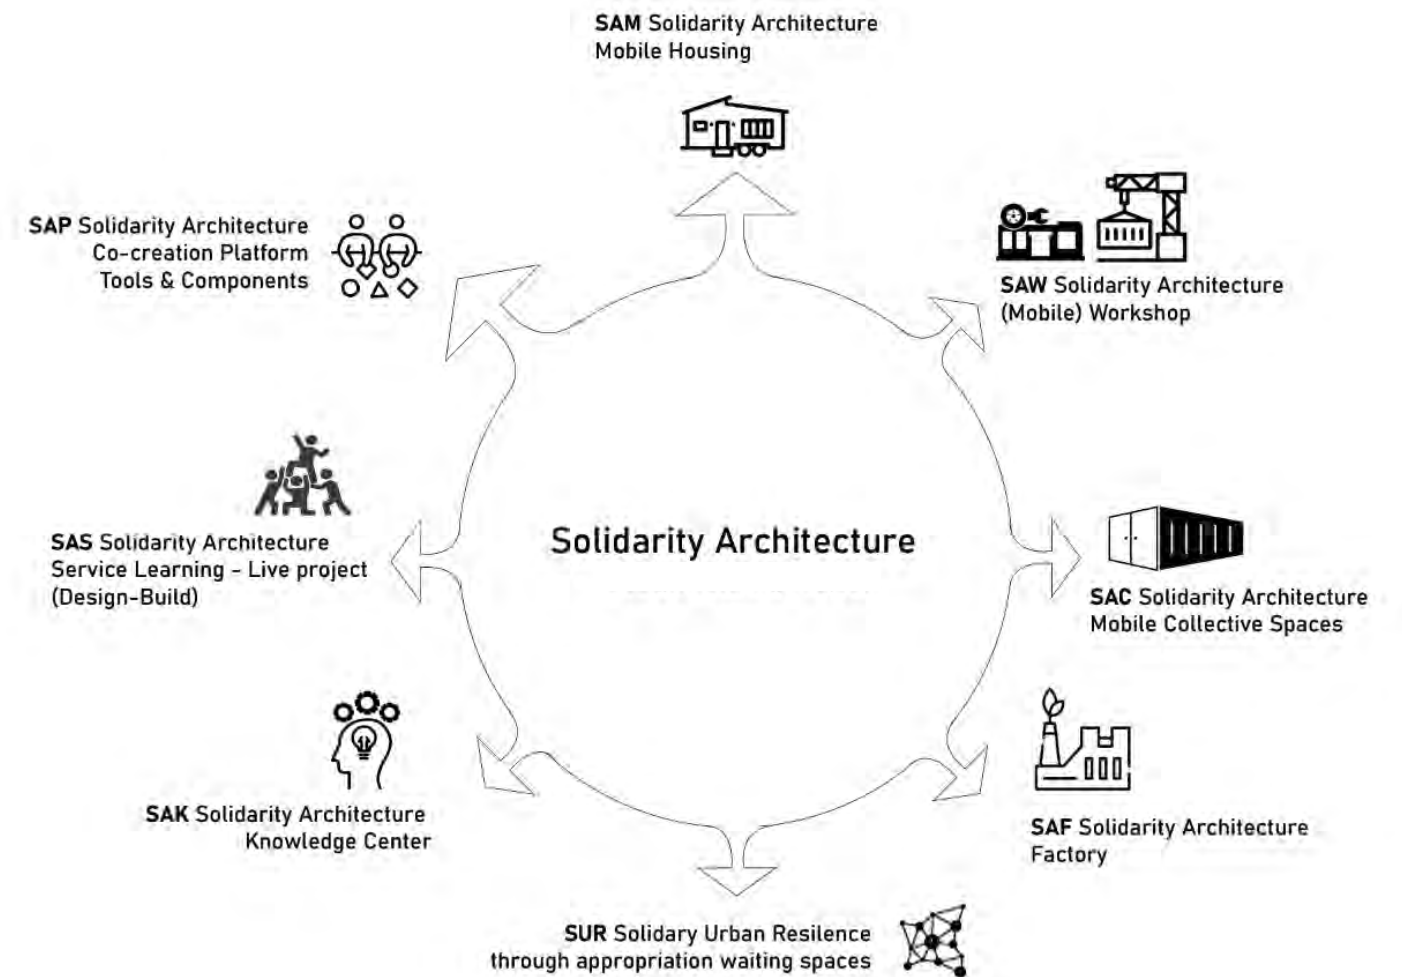 SAM Solidarity Architecture
Mobile Housing
SAP Solidarity Architecture
Co-creation Platform
Tools & Components
SAW Solidarity Architecture
(Mobile) Workshop
Solidarity Architecture
SAS Solidarity Architecture
Service Learning - Live project
(Design-Build)
SAC Solidarity Architecture
Mobile Collective Spaces
SAK Solidarity Architecture
Knowledge Center
SAF Solidarity Architecture
Factory
SUR Solidary Urban Resilence
through appropriation waiting spaces